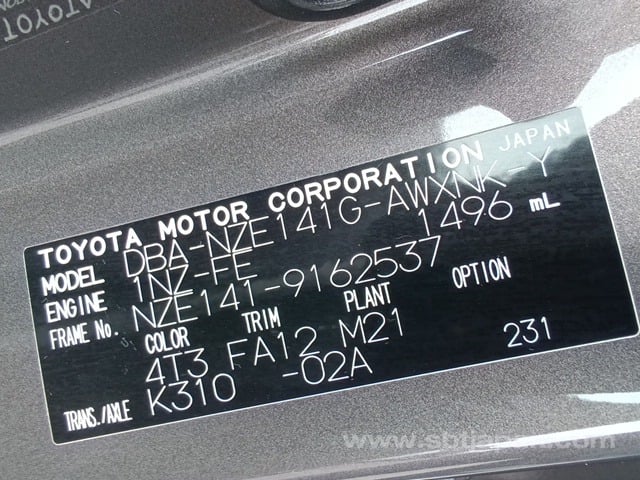 TOYOTA MOTOR CORPORATION JAPAN
MODEL DBA-NZE141G-AWXNK-Y
ENGINE 1NZ-FE 1496 mL
FRAME No. NZE141-9162537
COLOR TRIM PLANT OPTION
4T3 FA12 M21
TRANS./AXLE K310 -02A 231
www.sbtjapan.com
ATOYOT